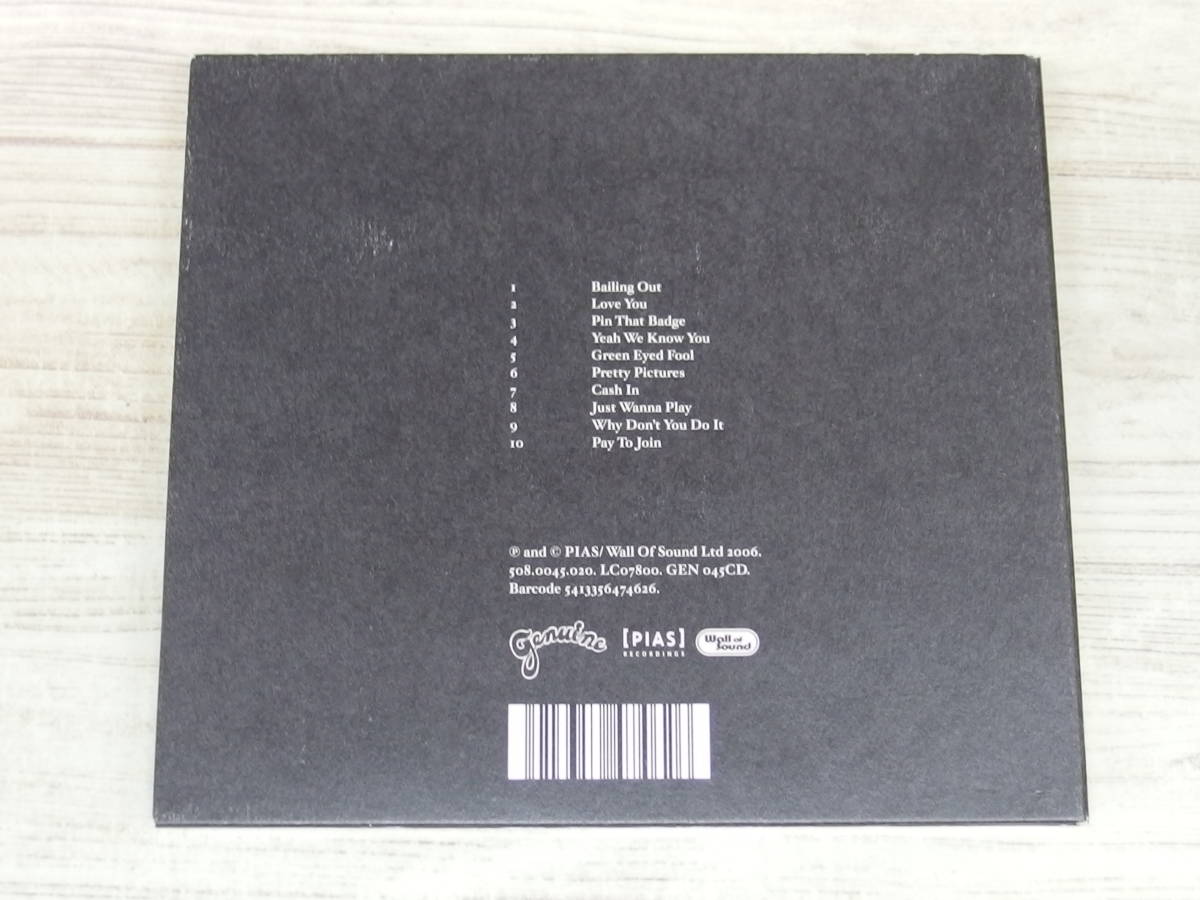 1 Bailing Out
2 Love You
3 Pin That Badge
4 Yeah We Know You
5 Green Eyed Fool
6 Pretty Pictures
7 Cash In
8 Just Wanna Play
9 Why Don't You Do It
10 Pay To Join
℗ and © PIAS/ Wall Of Sound Ltd 2006.
508.0045.020. LC07800. GEN 045CD.
Barcode 5413356474626.
Genuine
[PIAS]
RECORDINGS
Wall of
Sound